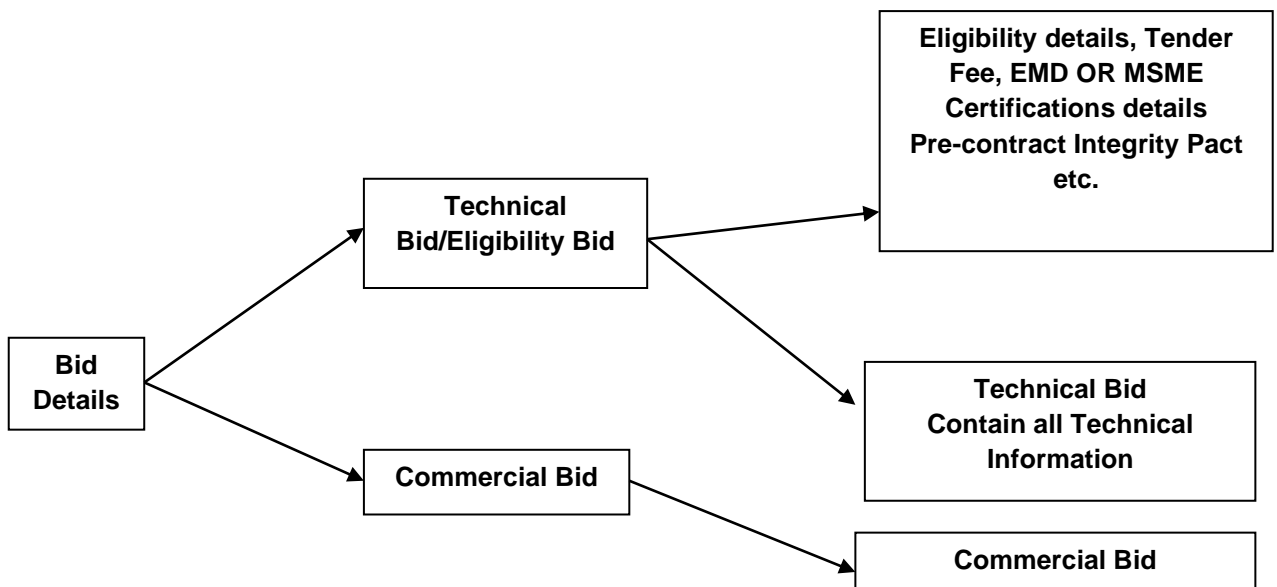 Eligibility details, Tender
Fee, EMD OR MSME
Certifications details
Pre-contract Integrity Pact
etc.
Technical
Bid/Eligibility Bid
Bid
Details
Technical Bid
Contain all Technical
Information
Commercial Bid
Commercial Bid